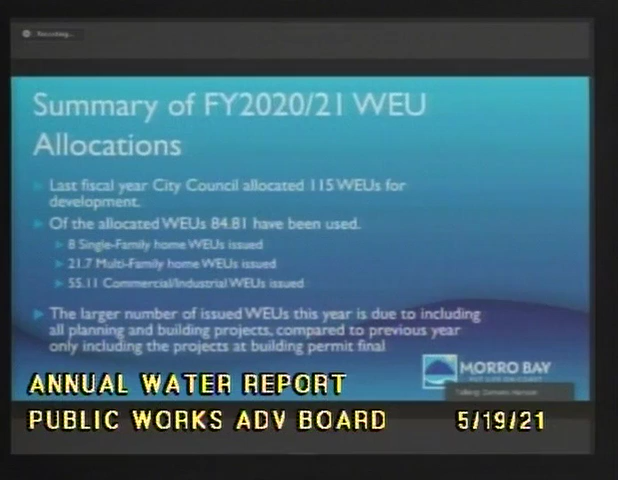 Recording...
Summary of FY2020/21 WEU
Allocations
Last fiscal year City Council allocated 115 WEUs for
development.
Of the allocated WEUs 84.81 have been used.
8 Single-Family home WEUs issued
21.7 Multi-Family home WEUs issued
55.11 Commercial/Industrial WEUs issued
The larger number of issued WEUs this year is due to including
all planning and building projects, compared to previous year
only including the projects at building permit final
MORRO BAY
ANNUAL WATER REPORT
PUBLIC WORKS ADV BOARD 5/19/21